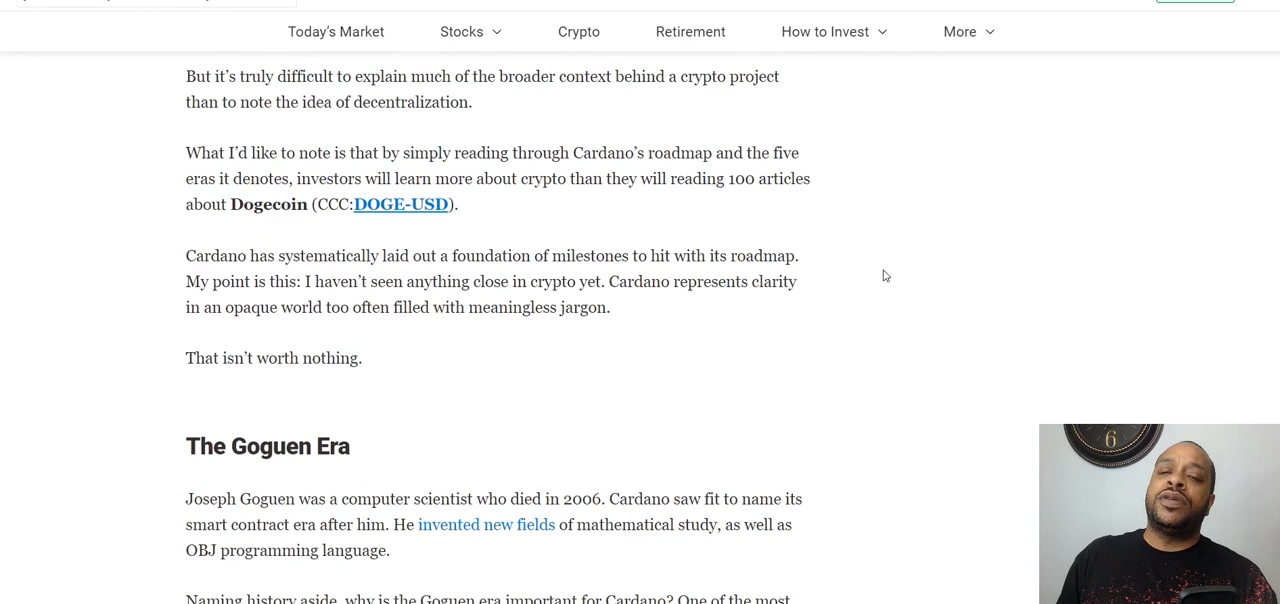 Today's Market Stocks Crypto Retirement How to Invest More
But it's truly difficult to explain much of the broader context behind a crypto project
than to note the idea of decentralization.
What I'd like to note is that by simply reading through Cardano's roadmap and the five
eras it denotes, investors will learn more about crypto than they will reading 100 articles
about Dogecoin (CCC:DOGE-USD).
Cardano has systematically laid out a foundation of milestones to hit with its roadmap.
My point is this: I haven't seen anything close in crypto yet. Cardano represents clarity
in an opaque world too often filled with meaningless jargon.
That isn't worth nothing.
The Goguen Era
Joseph Goguen was a computer scientist who died in 2006. Cardano saw fit to name its
smart contract era after him. He invented new fields of mathematical study, as well as
OBJ programming language.
Naming history aside, why is the Goguen era important for Cardano? One of the most
6